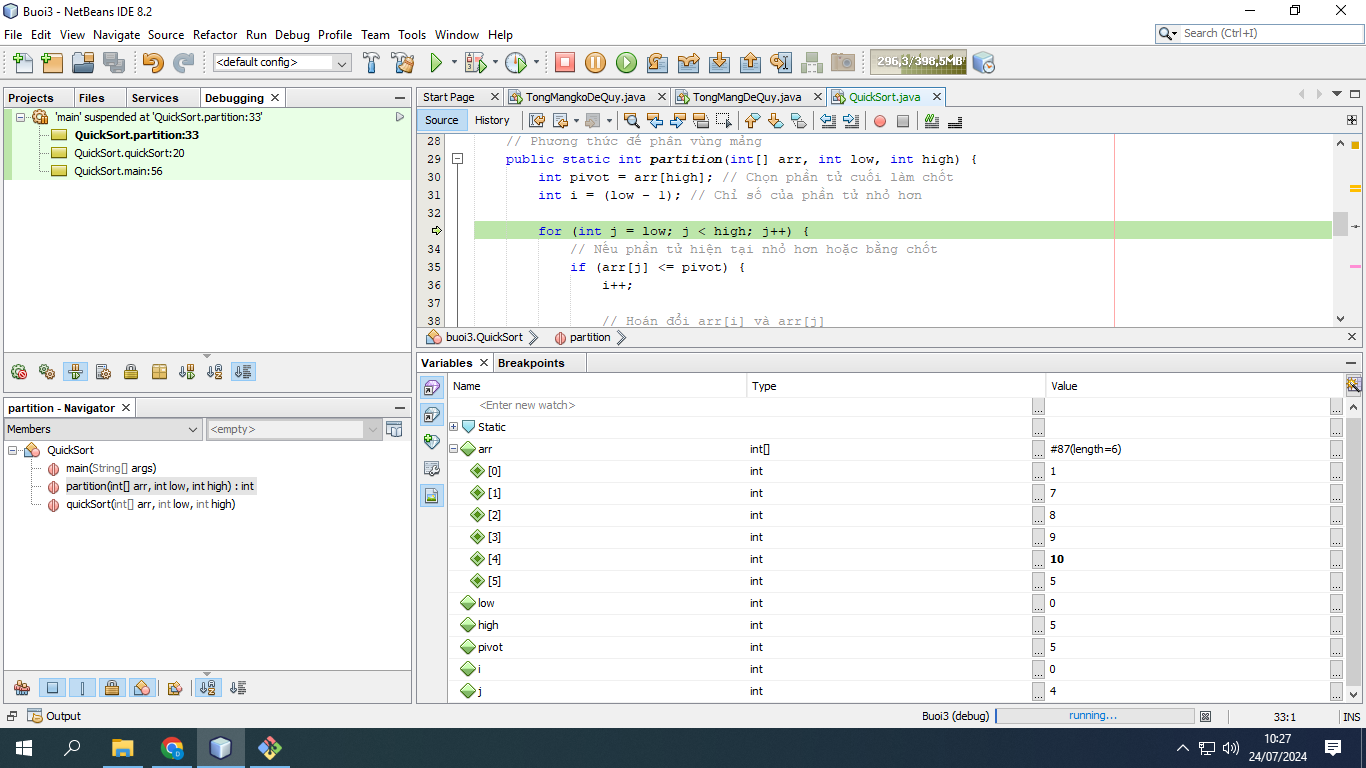 Buoi3 - NetBeans IDE 8.2
File Edit View Navigate Source Refactor Run Debug Profile Team Tools Window Help
Search (Ctrl+I)
<default config>
296,3/398,5MB
Projects Files Services Debugging
'main' suspended at 'QuickSort.partition:33'
QuickSort.partition:33
QuickSort.quickSort:20
QuickSort.main:56
Start Page TongMangkoDeQuy.java TongMangDeQuy.java QuickSort.java
Source History
28 // Phương thức để phân vùng mảng
29 public static int partition(int[] arr, int low, int high) {
30 int pivot = arr[high]; // Chọn phần tử cuối làm chốt
31 int i = (low - 1); // Chỉ số của phần tử nhỏ hơn
32
for (int j = low; j < high; j++) {
34 // Nếu phần tử hiện tại nhỏ hơn hoặc bằng chốt
35 if (arr[j] <= pivot) {
36 i++;
37
38 // Hoán đổi arr[i] và arr[j]
buoi3.QuickSort partition
partition - Navigator
Members <empty>
QuickSort
main(String[] args)
partition(int[] arr, int low, int high) : int
quickSort(int[] arr, int low, int high)
Variables Breakpoints
Name Type Value
<Enter new watch>
Static
arr int[] #87(length=6)
[0] int 1
[1] int 7
[2] int 8
[3] int 9
[4] int 10
[5] int 5
low int 0
high int 5
pivot int 5
i int 0
j int 4
Output
Buoi3 (debug) running... 33:1 INS
10:27
24/07/2024